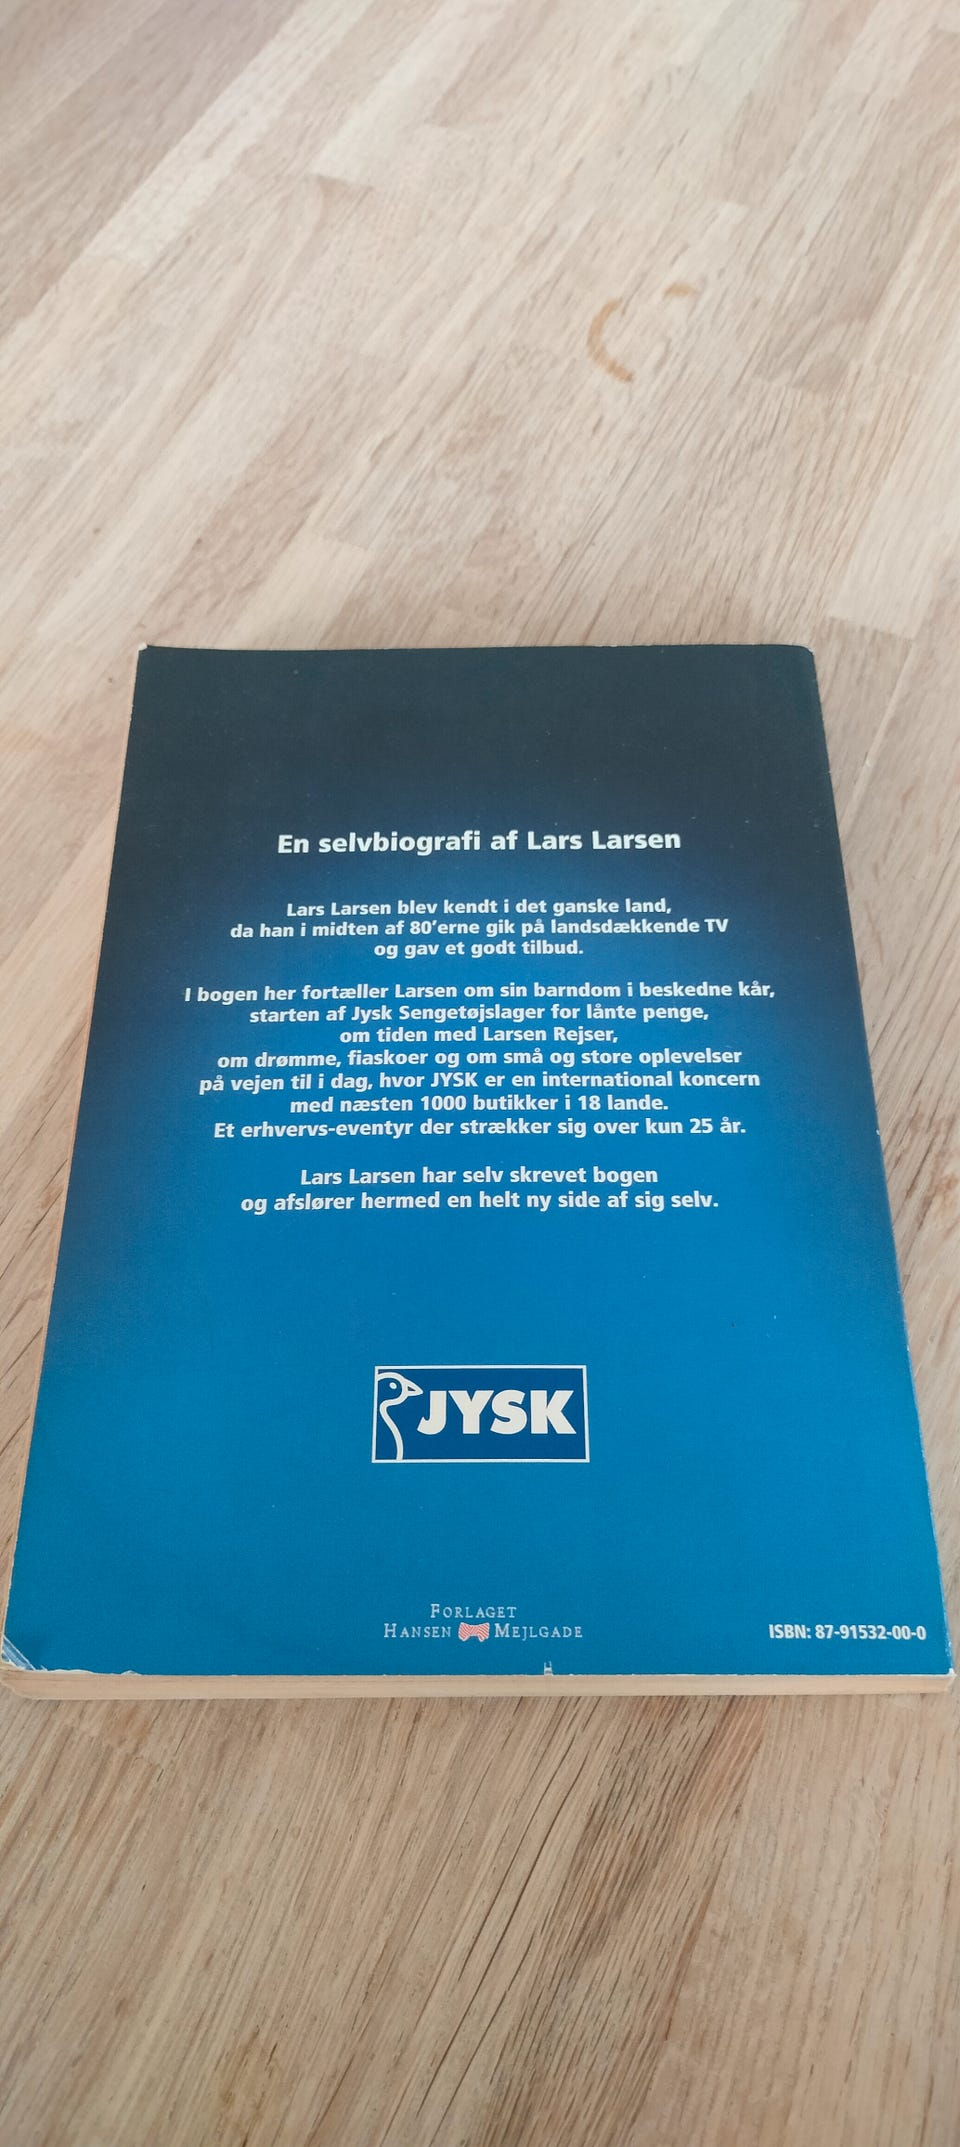 En selvbiografi af Lars Larsen
Lars Larsen blev kendt i det ganske land,
da han i midten af 80'erne gik på landsdækkende TV
og gav et godt tilbud.
I bogen her fortæller Larsen om sin barndom i beskedne kår,
starten af Jysk Sengetøjslager for lånte penge,
om tiden med Larsen Rejser,
om drømme, fiaskoer og om små og store oplevelser
på vejen til i dag, hvor JYSK er en international koncern
med næsten 1000 butikker i 18 lande.
Et erhvervs-eventyr der strækker sig over kun 25 år.
Lars Larsen har selv skrevet bogen
og afslører hermed en helt ny side af sig selv.
JYSK
FORLAGET
HANSEN MEJLGADE
ISBN: 87-91532-00-0